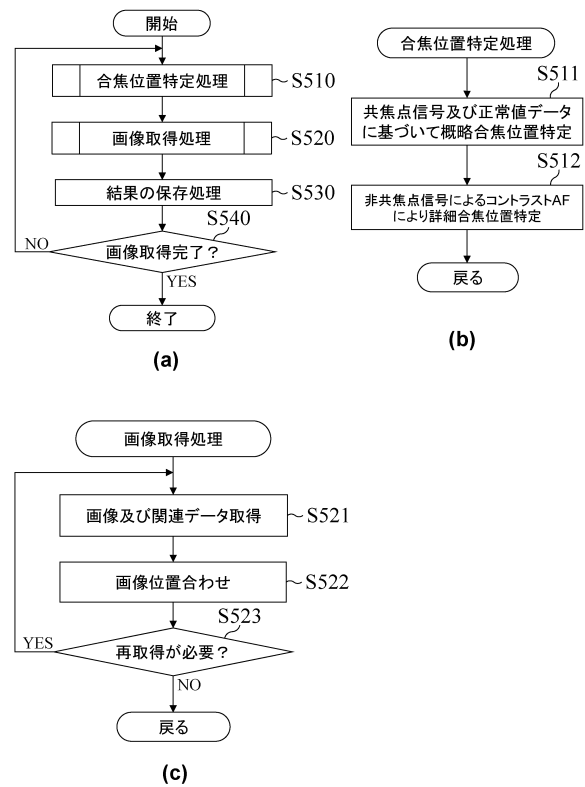 開始
合焦位置特定処理
S510
画像取得処理
S520
結果の保存処理
S530
S540
画像取得完了？
NO
YES
終了
(a)
合焦位置特定処理
S511
共焦点信号及び正常値データ
に基づいて概略合焦位置特定
S512
非共焦点信号によるコントラストAF
により詳細合焦位置特定
戻る
(b)
画像取得処理
画像及び関連データ取得
S521
画像位置合わせ
S522
S523
再取得が必要？
YES
NO
戻る
(c)